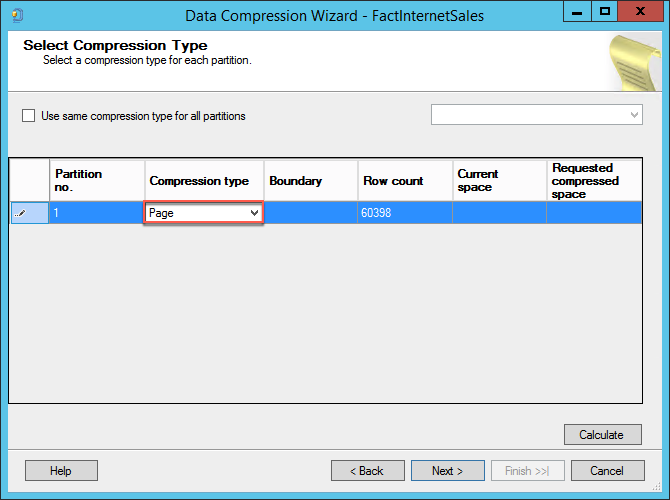 Data Compression Wizard - FactInternetSales
Select Compression Type
Select a compression type for each partition.
Use same compression type for all partitions
Partition no.
Compression type
Boundary
Row count
Current space
Requested compressed space
1
Page
60398
Calculate
Help
< Back
Next >
Finish >>|
Cancel